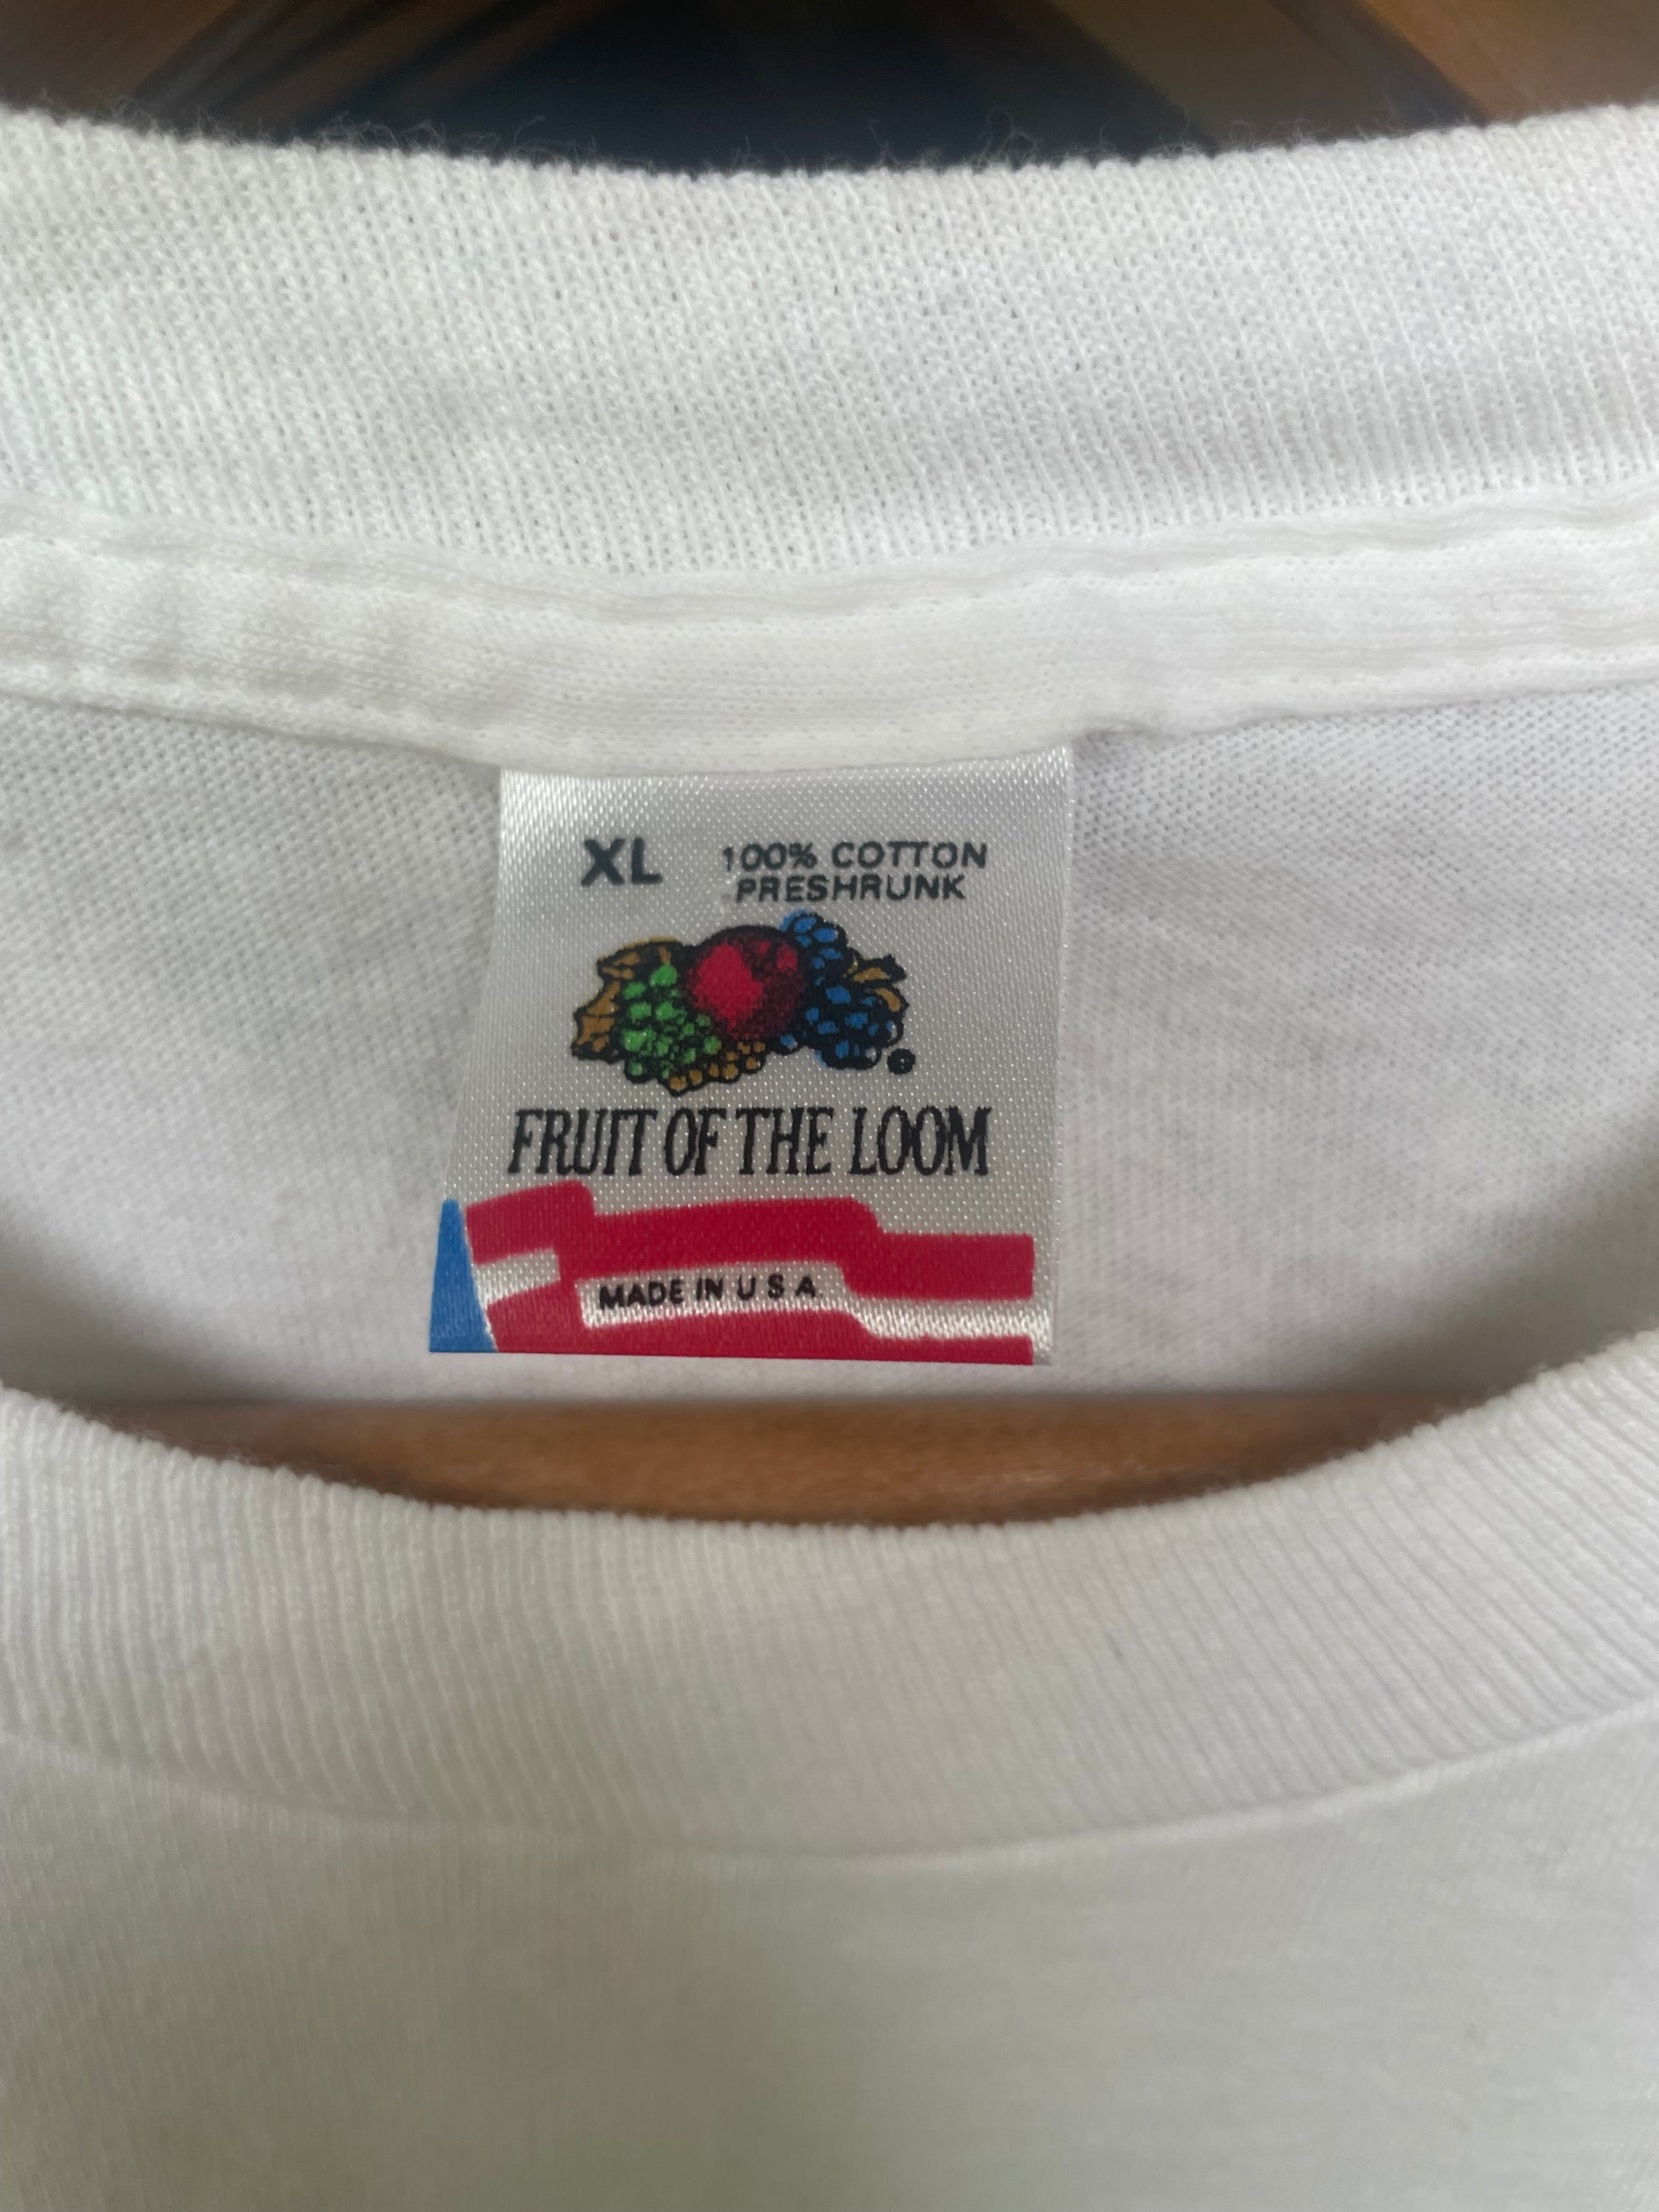 XL 100% COTTON
PRESHRUNK
FRUIT OF THE LOOM
MADE IN U S A